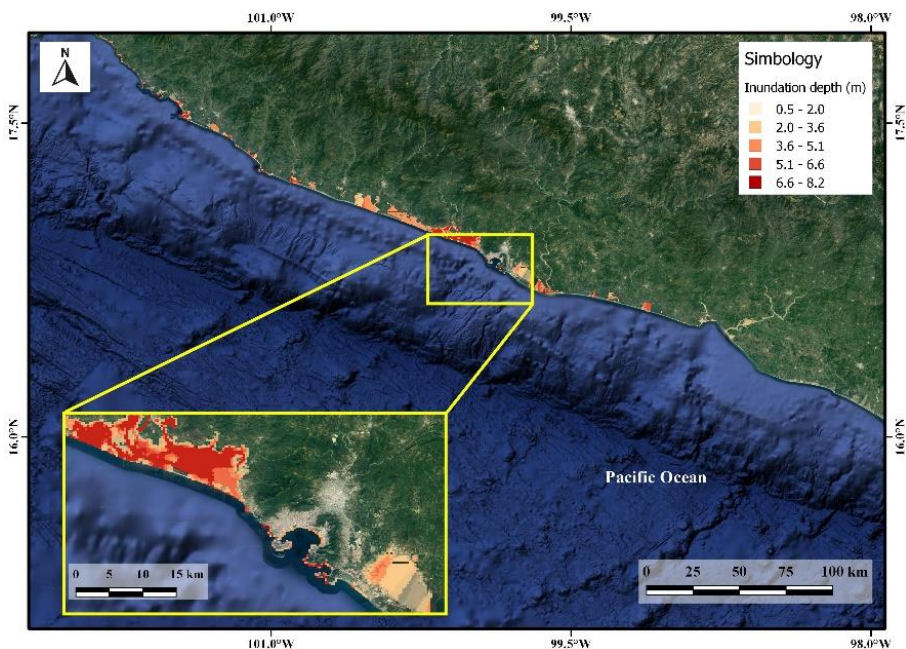 101.0°W 99.5°W 98.0°W
N
Simbology
Inundation depth (m)
0.5 - 2.0
2.0 - 3.6
3.6 - 5.1
5.1 - 6.6
6.6 - 8.2
17.5°N 17.5°N
16.0°N 16.0°N
Pacific Ocean
0 5 10 15 km
0 25 50 75 100 km
101.0°W 99.5°W 98.0°W